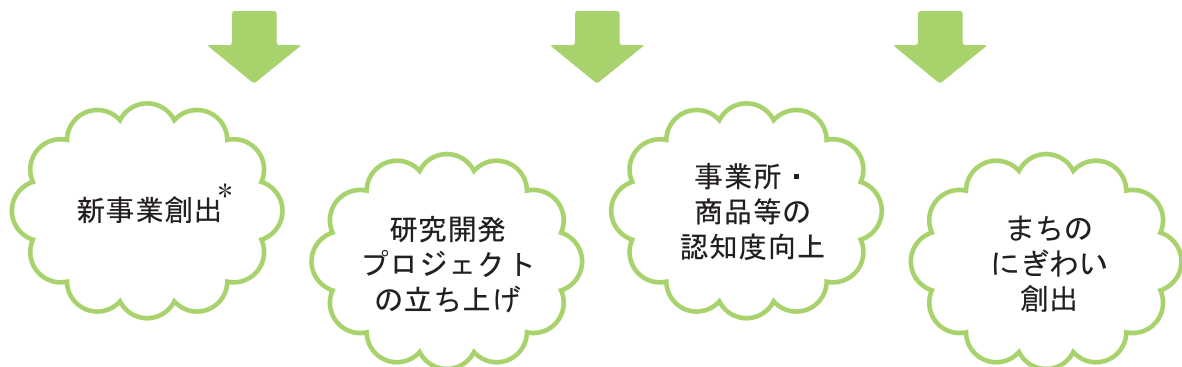 新事業創出*
研究開発
プロジェクト
の立ち上げ
事業所・
商品等の
認知度向上
まちの
にぎわい
創出